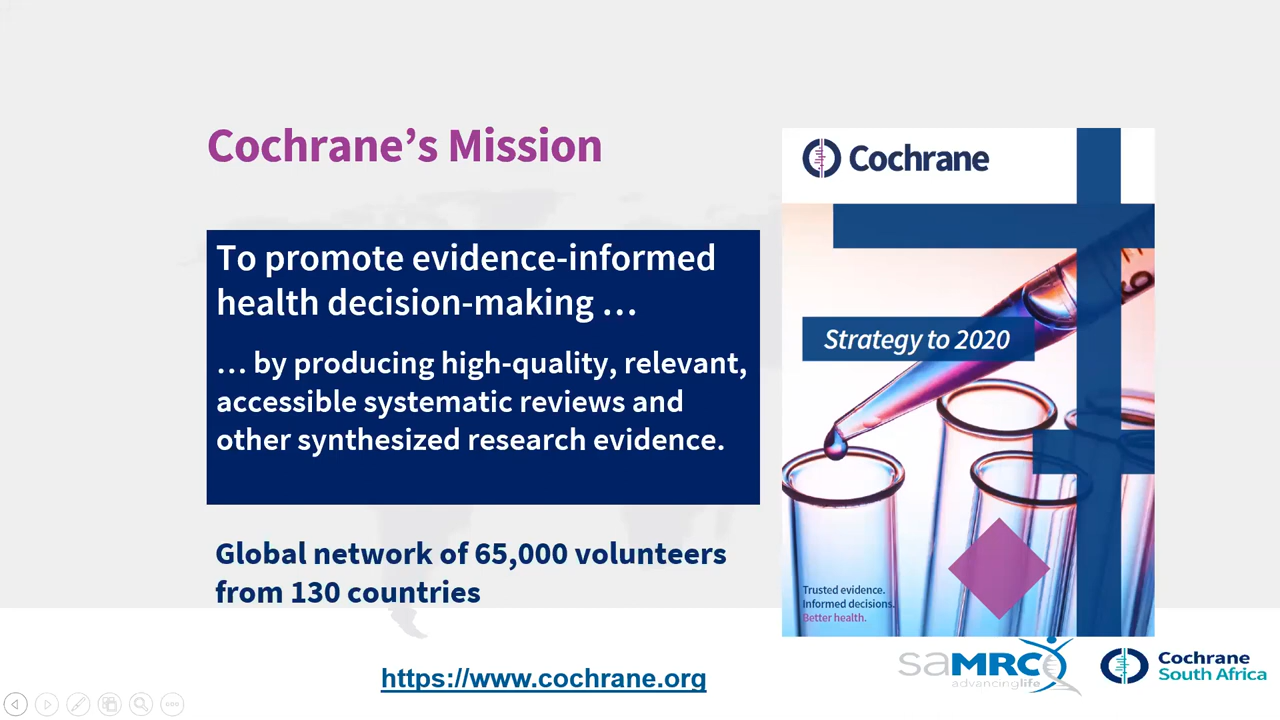 Cochrane’s Mission
To promote evidence-informed
health decision-making …
… by producing high-quality, relevant,
accessible systematic reviews and
other synthesized research evidence.
Global network of 65,000 volunteers
from 130 countries
https://www.cochrane.org
Cochrane
Strategy to 2020
Trusted evidence.
Informed decisions.
Better health.
saMRC
advancinglife
Cochrane
South Africa